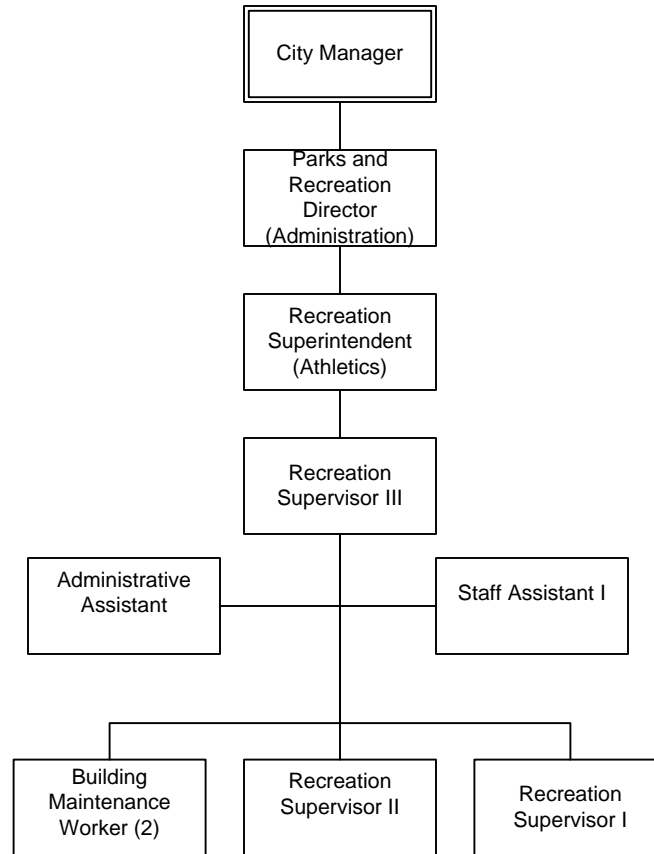 City Manager
Parks and
Recreation
Director
(Administration)
Recreation
Superintendent
(Athletics)
Recreation
Supervisor III
Administrative
Assistant
Staff Assistant I
Building
Maintenance
Worker (2)
Recreation
Supervisor II
Recreation
Supervisor I